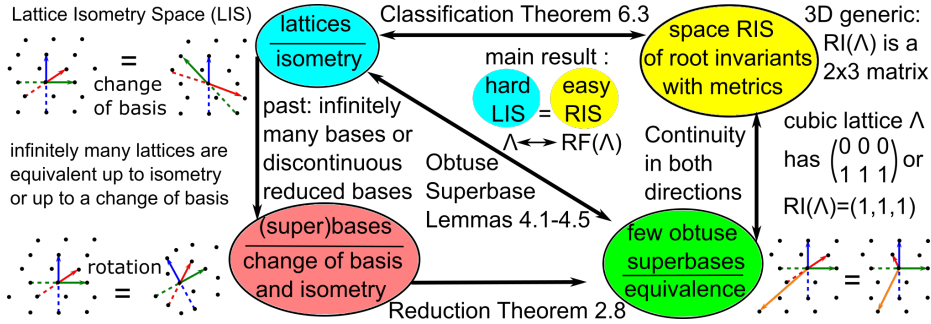 Lattice Isometry Space (LIS)
=
change
of basis
infinitely many lattices are
equivalent up to isometry
or up to a change of basis
rotation
=
lattices
isometry
past: infinitely
many bases or
discontinuous
reduced bases
(super)bases
change of basis
and isometry
Classification Theorem 6.3
main result :
hard
LIS
=
easy
RIS
Λ ↔ RF(Λ)
Obtuse
Superbase
Lemmas 4.1-4.5
Reduction Theorem 2.8
space RIS
of root invariants
with metrics
Continuity
in both
directions
few obtuse
superbases
equivalence
3D generic:
RI(Λ) is a
2x3 matrix
cubic lattice Λ
has (0 0 0
1 1 1) or
RI(Λ)=(1,1,1)
=